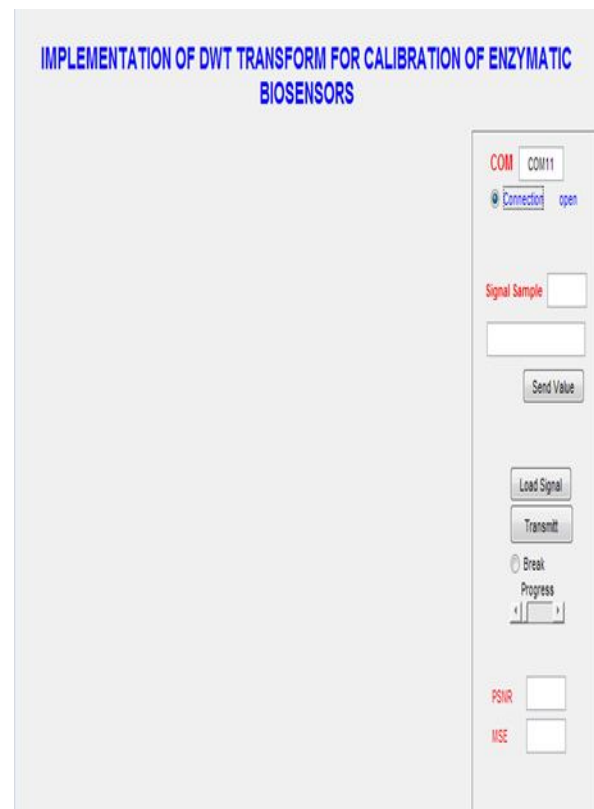 IMPLEMENTATION OF DWT TRANSFORM FOR CALIBRATION OF ENZYMATIC
BIOSENSORS
COM COM11
Connection open
Signal Sample
Send Value
Load Signal
Transmitt
Break
Progress
PSNR
MSE